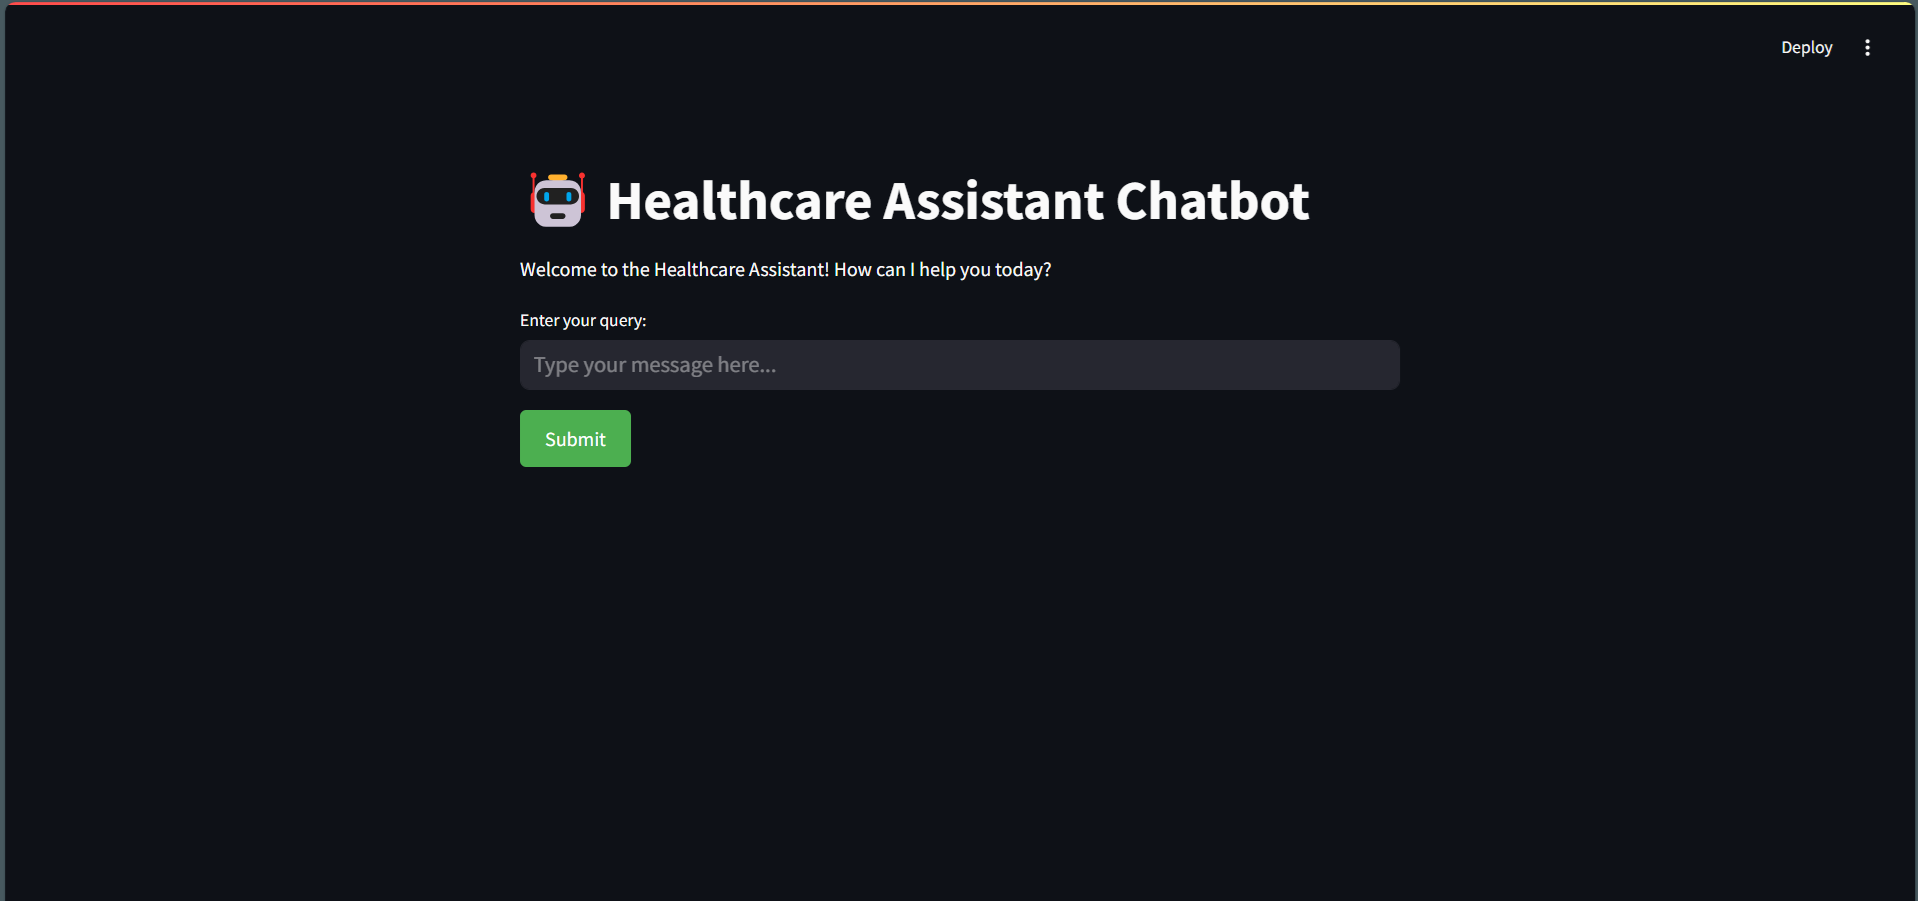 Deploy
Healthcare Assistant Chatbot
Welcome to the Healthcare Assistant! How can I help you today?
Enter your query:
Type your message here...
Submit